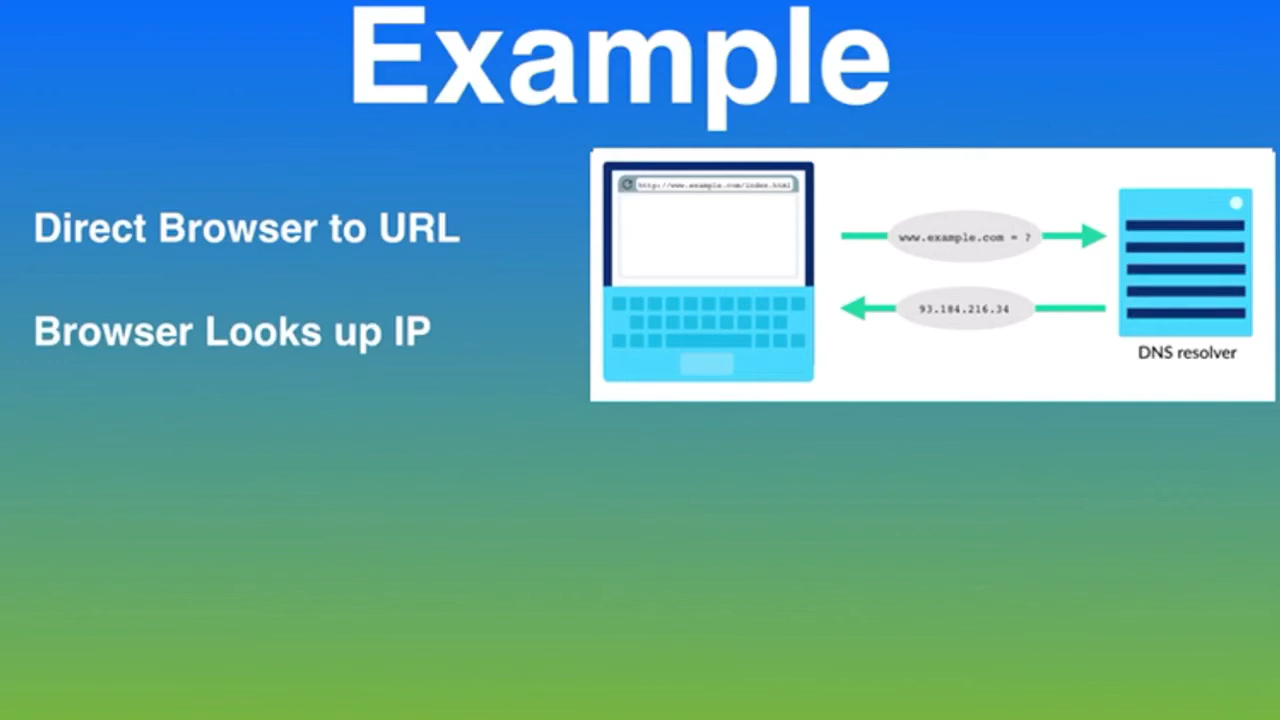 Example
Direct Browser to URL
Browser Looks up IP
http://www.example.com/index.html
www.example.com = ?
93.184.216.34
DNS resolver